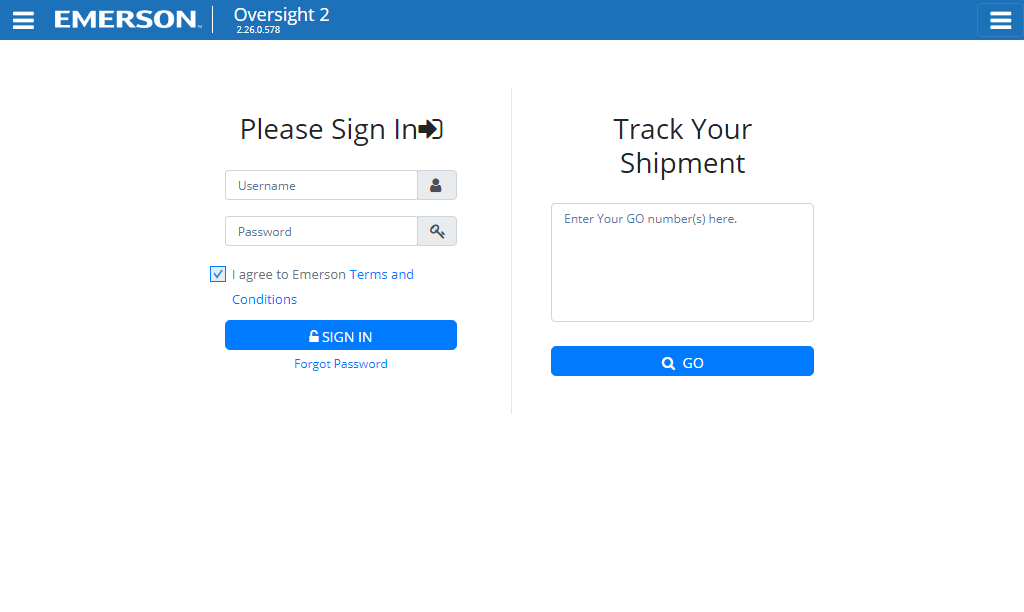 EMERSON™
Oversight 2
2.26.0.578
Please Sign In
Username
Password
I agree to Emerson Terms and
Conditions
SIGN IN
Forgot Password
Track Your
Shipment
Enter Your GO number(s) here.
GO